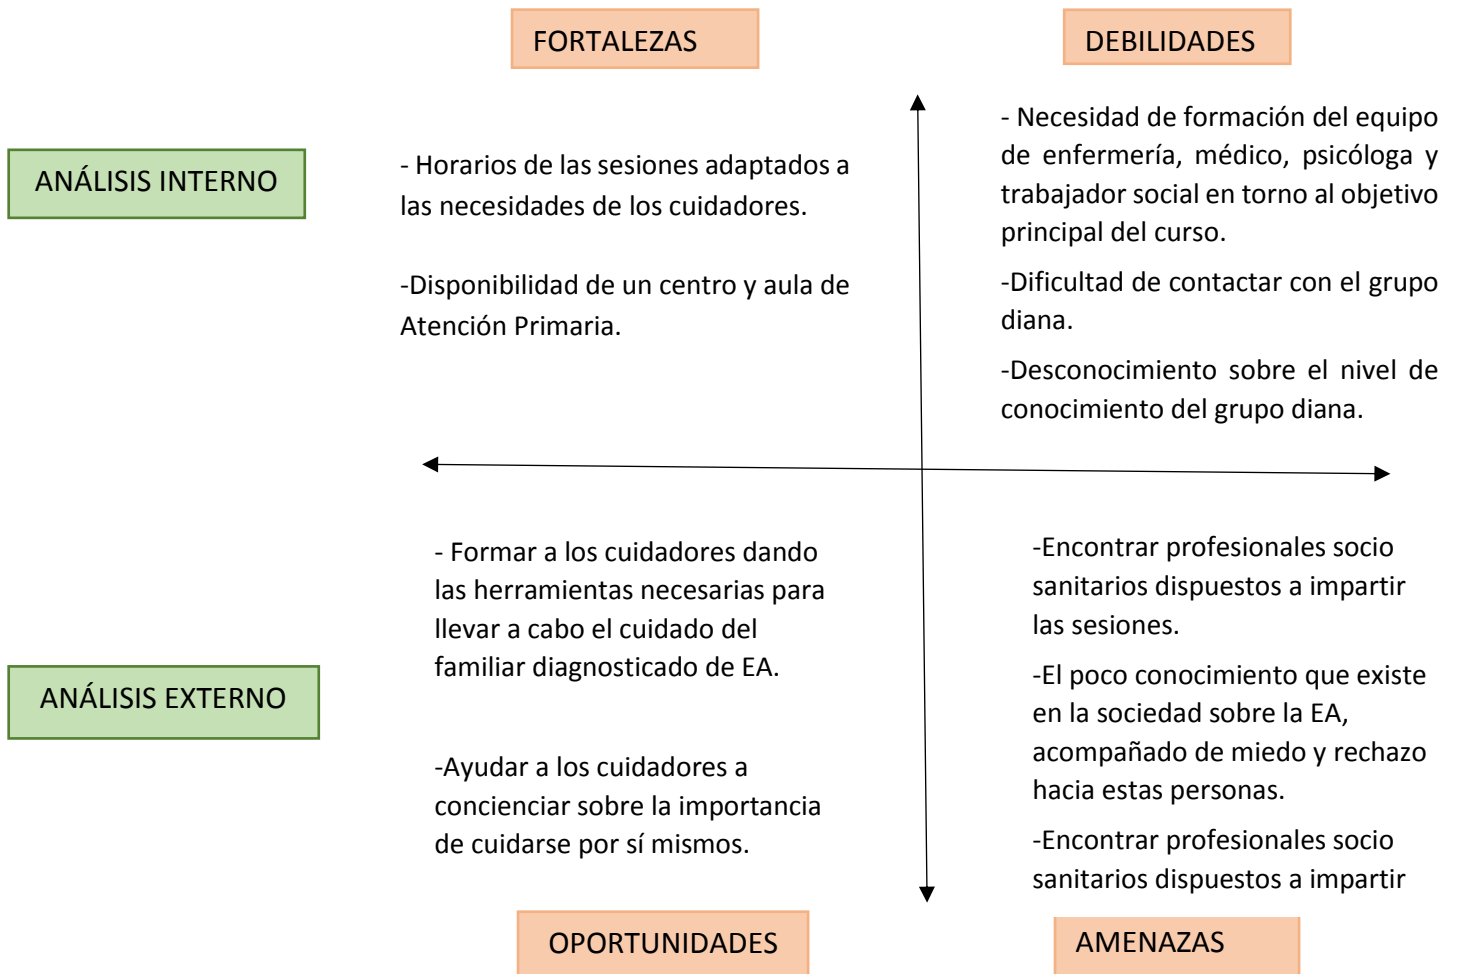 FORTALEZAS
DEBILIDADES
ANÁLISIS INTERNO
- Horarios de las sesiones adaptados a
las necesidades de los cuidadores.
-Disponibilidad de un centro y aula de
Atención Primaria.
- Necesidad de formación del equipo
de enfermería, médico, psicóloga y
trabajador social en torno al objetivo
principal del curso.
-Dificultad de contactar con el grupo
diana.
-Desconocimiento sobre el nivel de
conocimiento del grupo diana.
ANÁLISIS EXTERNO
- Formar a los cuidadores dando
las herramientas necesarias para
llevar a cabo el cuidado del
familiar diagnosticado de EA.
-Ayudar a los cuidadores a
concienciar sobre la importancia
de cuidarse por sí mismos.
-Encontrar profesionales socio
sanitarios dispuestos a impartir
las sesiones.
-El poco conocimiento que existe
en la sociedad sobre la EA,
acompañado de miedo y rechazo
hacia estas personas.
-Encontrar profesionales socio
sanitarios dispuestos a impartir
OPORTUNIDADES
AMENAZAS